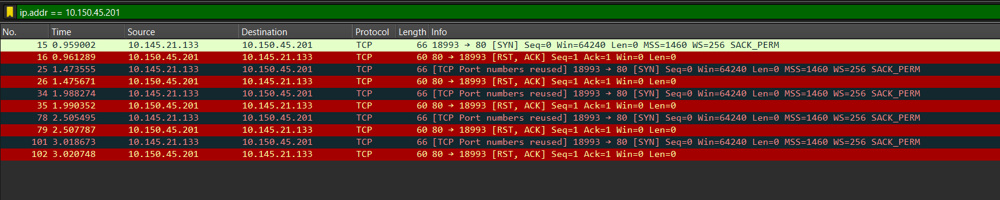 ip.addr == 10.150.45.201
No. Time Source Destination Protocol Length Info
15 0.959002 10.145.21.133 10.150.45.201 TCP 66 18993 → 80 [SYN] Seq=0 Win=64240 Len=0 MSS=1460 WS=256 SACK_PERM
16 0.961289 10.150.45.201 10.145.21.133 TCP 60 80 → 18993 [RST, ACK] Seq=1 Ack=1 Win=0 Len=0
25 1.473555 10.145.21.133 10.150.45.201 TCP 66 [TCP Port numbers reused] 18993 → 80 [SYN] Seq=0 Win=64240 Len=0 MSS=1460 WS=256 SACK_PERM
26 1.475671 10.150.45.201 10.145.21.133 TCP 60 80 → 18993 [RST, ACK] Seq=1 Ack=1 Win=0 Len=0
34 1.988274 10.145.21.133 10.150.45.201 TCP 66 [TCP Port numbers reused] 18993 → 80 [SYN] Seq=0 Win=64240 Len=0 MSS=1460 WS=256 SACK_PERM
35 1.990352 10.150.45.201 10.145.21.133 TCP 60 80 → 18993 [RST, ACK] Seq=1 Ack=1 Win=0 Len=0
78 2.505495 10.145.21.133 10.150.45.201 TCP 66 [TCP Port numbers reused] 18993 → 80 [SYN] Seq=0 Win=64240 Len=0 MSS=1460 WS=256 SACK_PERM
79 2.507787 10.150.45.201 10.145.21.133 TCP 60 80 → 18993 [RST, ACK] Seq=1 Ack=1 Win=0 Len=0
101 3.018673 10.145.21.133 10.150.45.201 TCP 66 [TCP Port numbers reused] 18993 → 80 [SYN] Seq=0 Win=64240 Len=0 MSS=1460 WS=256 SACK_PERM
102 3.020748 10.150.45.201 10.145.21.133 TCP 60 80 → 18993 [RST, ACK] Seq=1 Ack=1 Win=0 Len=0